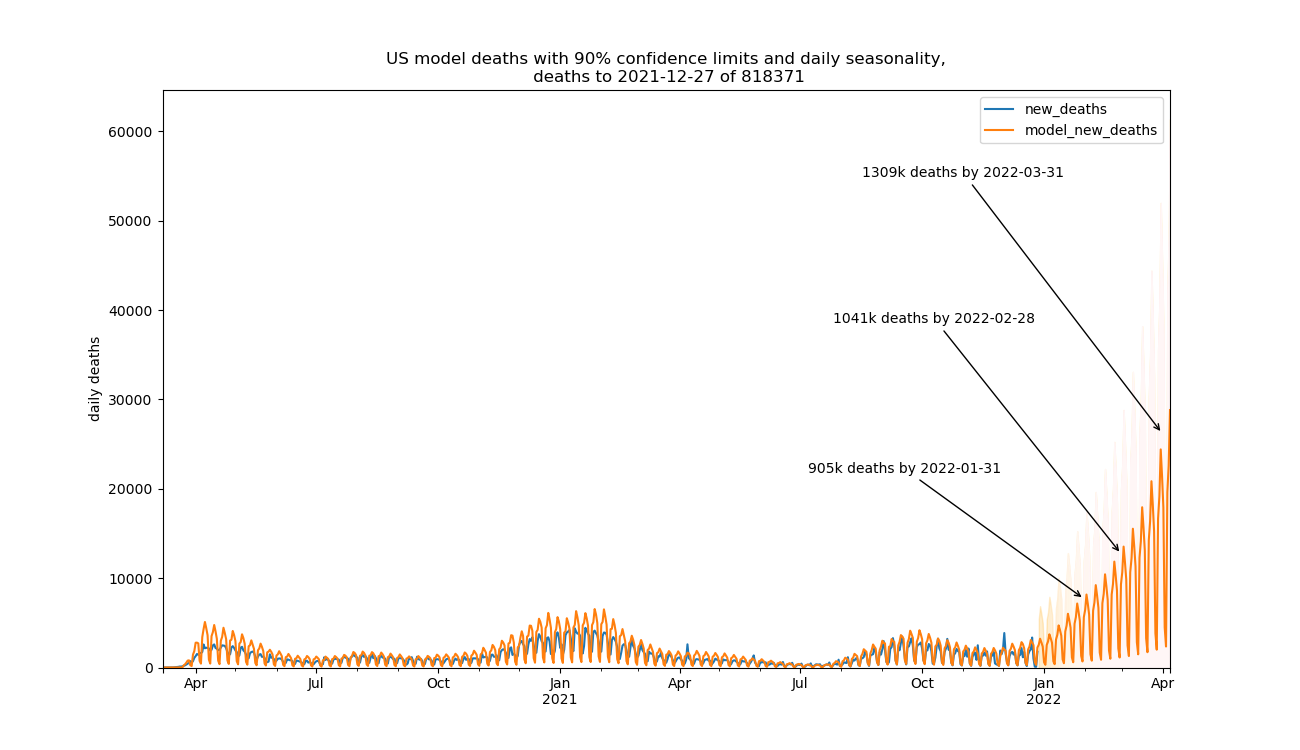 US model deaths with 90% confidence limits and daily seasonality,
deaths to 2021-12-27 of 818371
new_deaths
model_new_deaths
60000
50000
40000
30000
20000
10000
0
daily deaths
1309k deaths by 2022-03-31
1041k deaths by 2022-02-28
905k deaths by 2022-01-31
Apr Jul Oct Jan Apr Jul Oct Jan Apr
2021 2022